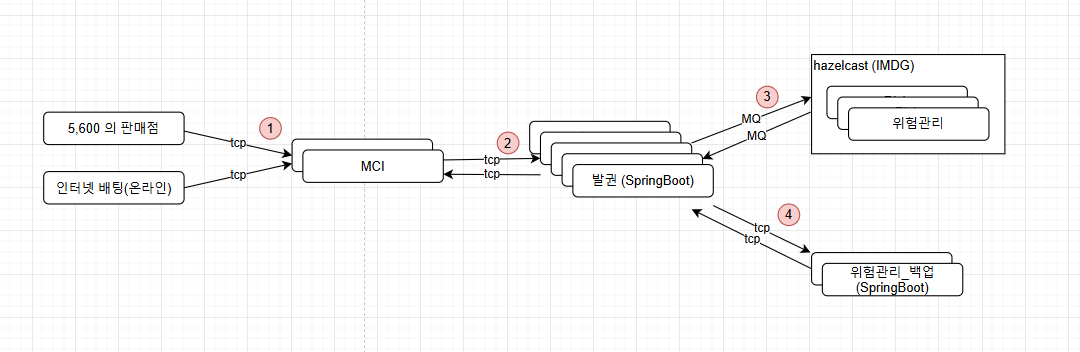 hazelcast (IMDG)
3
5,600 의 판매점
1
tcp
MQ
MQ
위험관리
2
tcp
tcp
MCI
tcp
인터넷 배팅(온라인)
tcp
발권 (SpringBoot)
4
tcp
tcp
위험관리_백업
(SpringBoot)